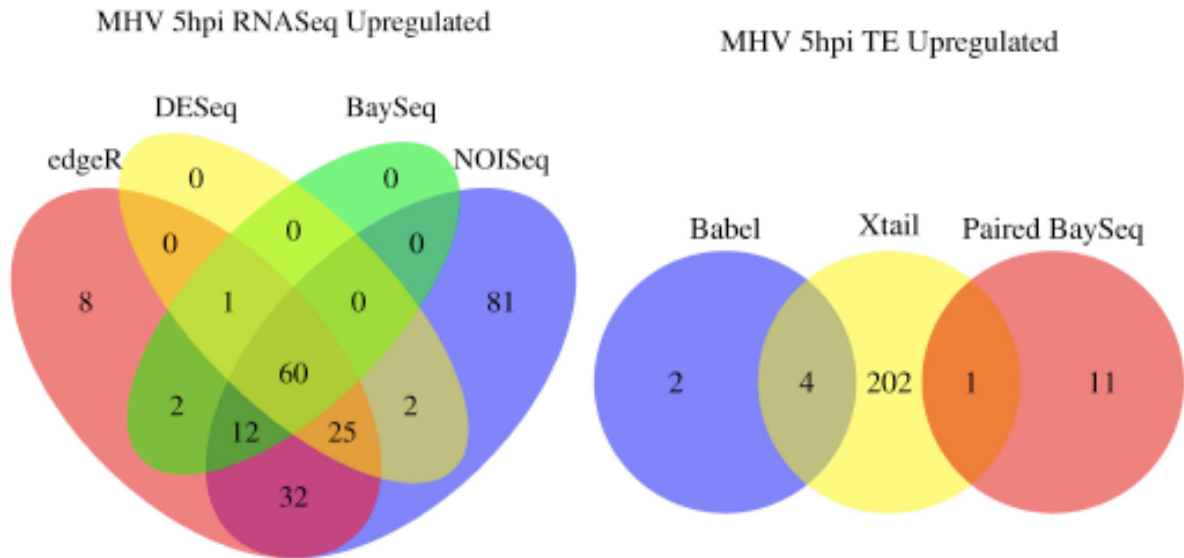 MHV 5hpi RNASeq Upregulated
DESeq BaySeq
edgeR NOISeq
0 0
0 0 0
8 1 0 81
60
2 2
12 25
32
MHV 5hpi TE Upregulated
Babel Xtail Paired BaySeq
2 4 202 1 11